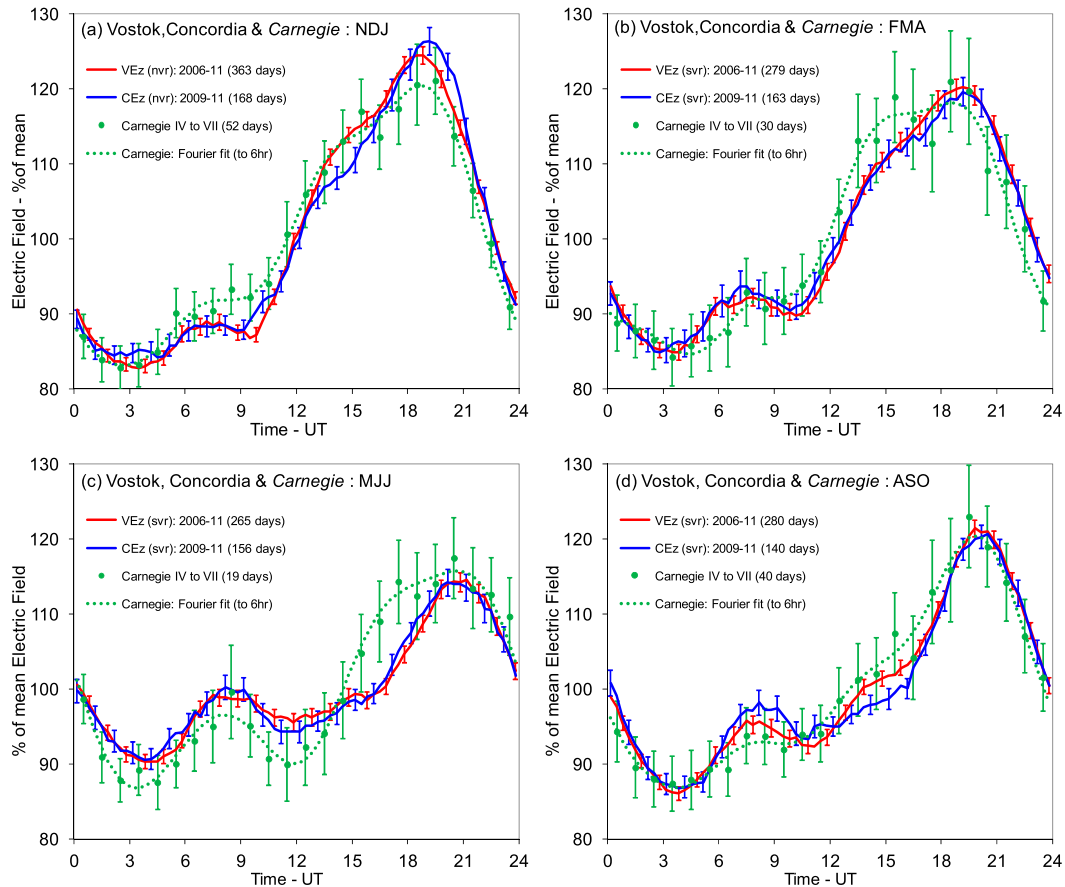 (a) Vostok,Concordia & Carnegie : NDJ
VEz (nvr): 2006-11 (363 days)
CEz (nvr): 2009-11 (168 days)
Carnegie IV to VII (52 days)
Carnegie: Fourier fit (to 6hr)
Electric Field - %of mean
130
120
110
100
90
80
0 3 6 9 12 15 18 21 24
Time - UT
(b) Vostok,Concordia & Carnegie : FMA
VEz (svr): 2006-11 (279 days)
CEz (svr): 2009-11 (163 days)
Carnegie IV to VII (30 days)
Carnegie: Fourier fit (to 6hr)
Electric Field - %of mean
130
120
110
100
90
80
0 3 6 9 12 15 18 21 24
Time - UT
(c) Vostok, Concordia & Carnegie : MJJ
VEz (svr): 2006-11 (265 days)
CEz (svr): 2009-11 (156 days)
Carnegie IV to VII (19 days)
Carnegie: Fourier fit (to 6hr)
% of mean Electric Field
130
120
110
100
90
80
0 3 6 9 12 15 18 21 24
Time - UT
(d) Vostok, Concordia & Carnegie : ASO
VEz (svr): 2006-11 (280 days)
CEz (svr): 2009-11 (140 days)
Carnegie IV to VII (40 days)
Carnegie: Fourier fit (to 6hr)
% of mean Electric Field
130
120
110
100
90
80
0 3 6 9 12 15 18 21 24
Time - UT